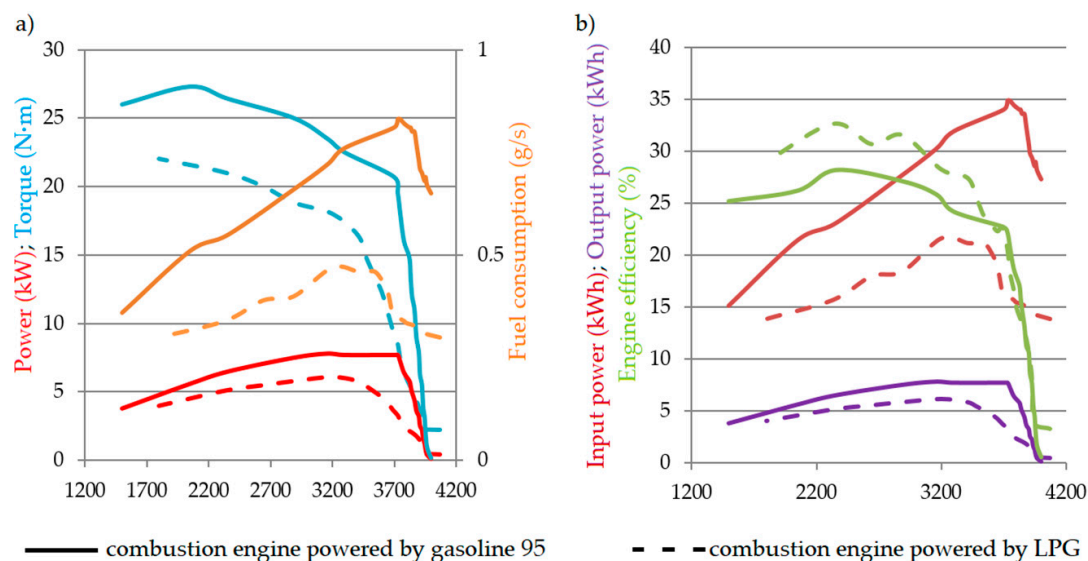 a)
Power (kW); Torque (N·m)
30
25
20
15
10
5
0
1
0.5
0
Fuel consumption (g/s)
1200 1700 2200 2700 3200 3700 4200
b)
Input power (kWh); Output power (kWh)
Engine efficiency (%)
40
35
30
25
20
15
10
5
0
1200 2200 3200 4200
combustion engine powered by gasoline 95
combustion engine powered by LPG